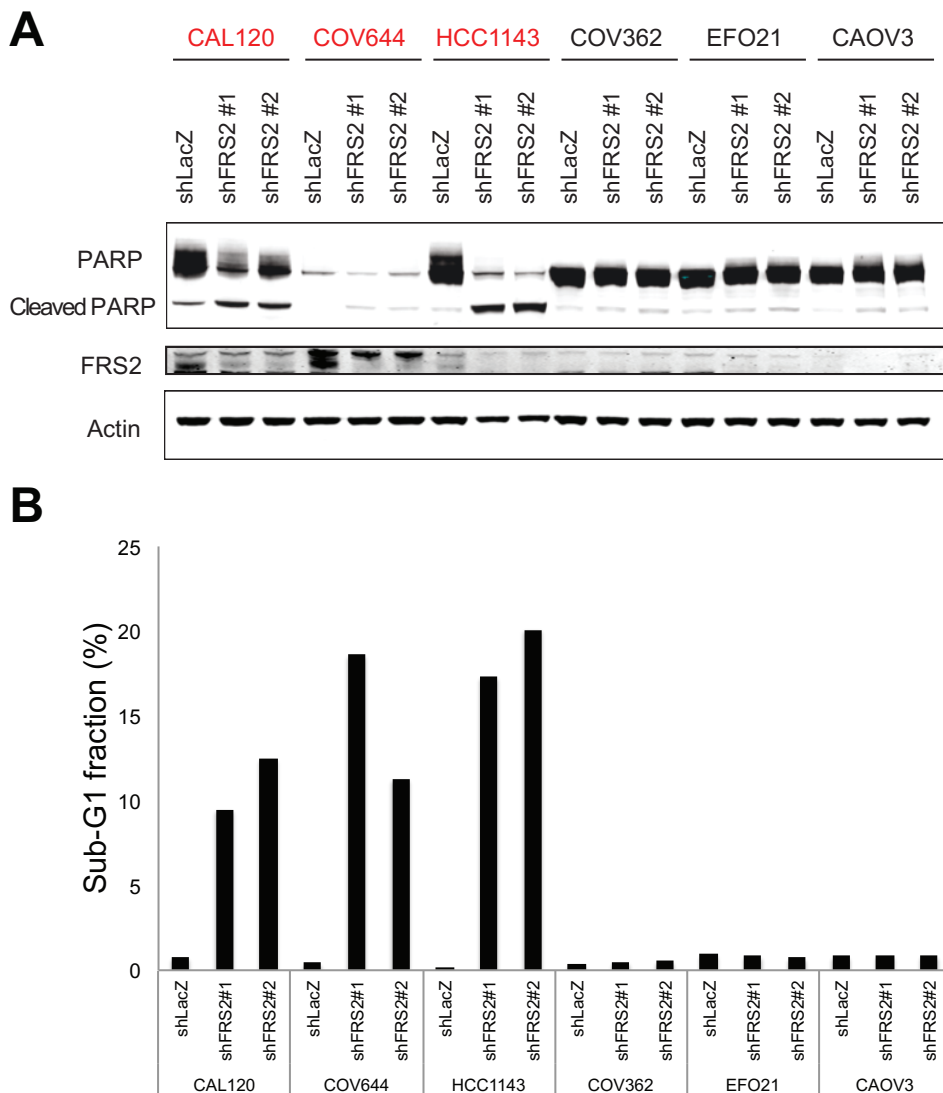 A
CAL120 COV644 HCC1143 COV362 EFO21 CAOV3
shLacZ shFRS2 #1 shFRS2 #2 shLacZ shFRS2 #1 shFRS2 #2 shLacZ shFRS2 #1 shFRS2 #2 shLacZ shFRS2 #1 shFRS2 #2 shLacZ shFRS2 #1 shFRS2 #2 shLacZ shFRS2 #1 shFRS2 #2
PARP
Cleaved PARP
FRS2
Actin
B
Sub-G1 fraction (%)
25
20
15
10
5
0
shLacZ shFRS2#1 shFRS2#2 shLacZ shFRS2#1 shFRS2#2 shLacZ shFRS2#1 shFRS2#2 shLacZ shFRS2#1 shFRS2#2 shLacZ shFRS2#1 shFRS2#2 shLacZ shFRS2#1 shFRS2#2
CAL120 COV644 HCC1143 COV362 EFO21 CAOV3